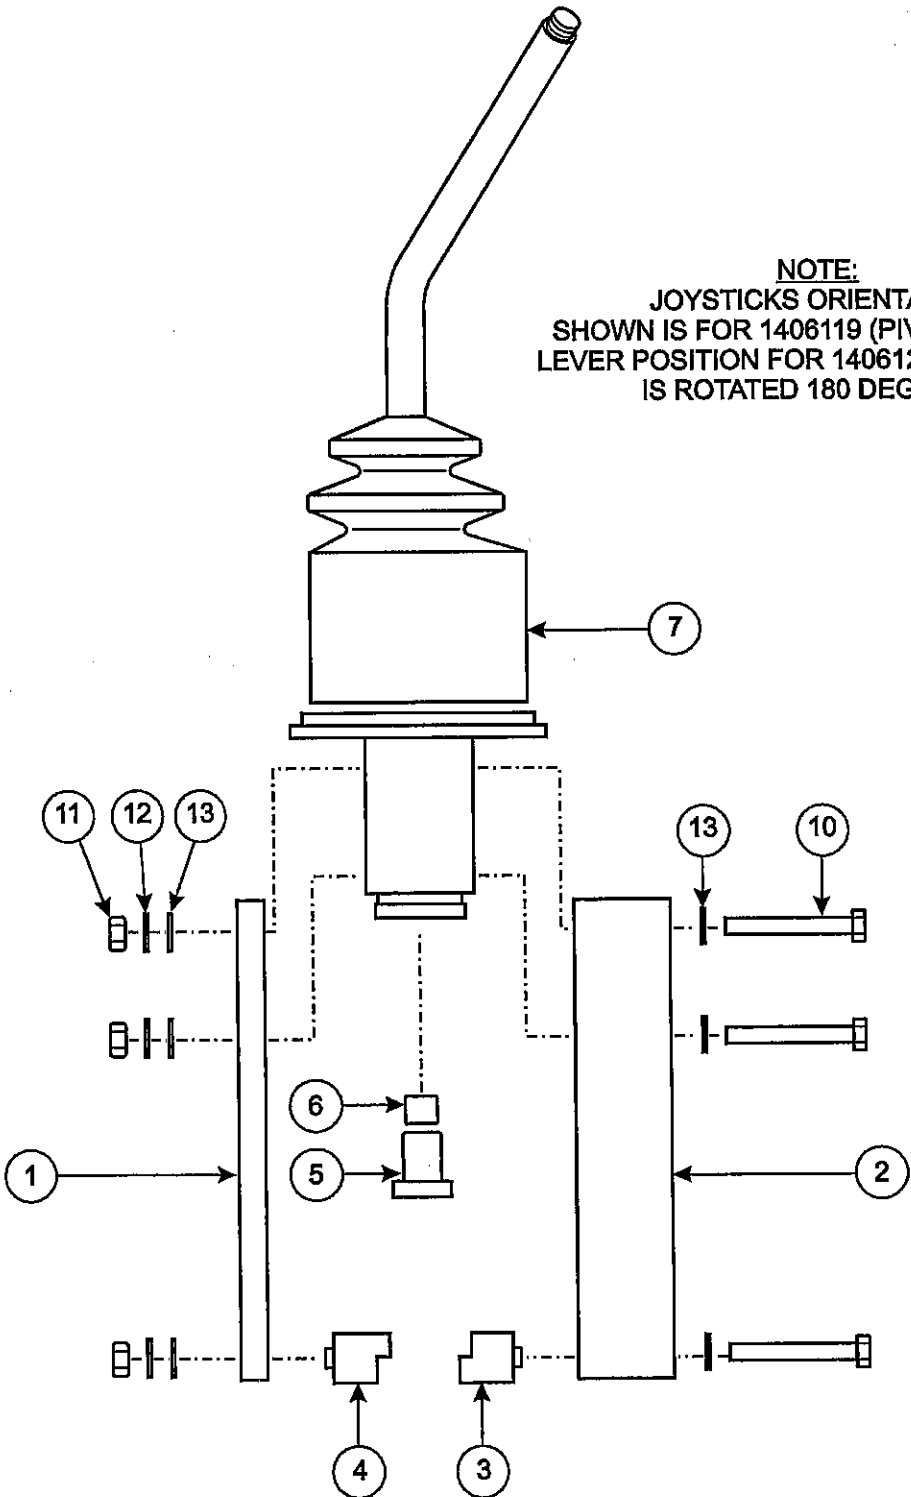 NOTE:
JOYSTICKS
SHOWN IS FOR 1406119
LEVER POSITION FOR
IS ROTATED 180
7
11 12 13
13 10
6
1 5 2
4 3